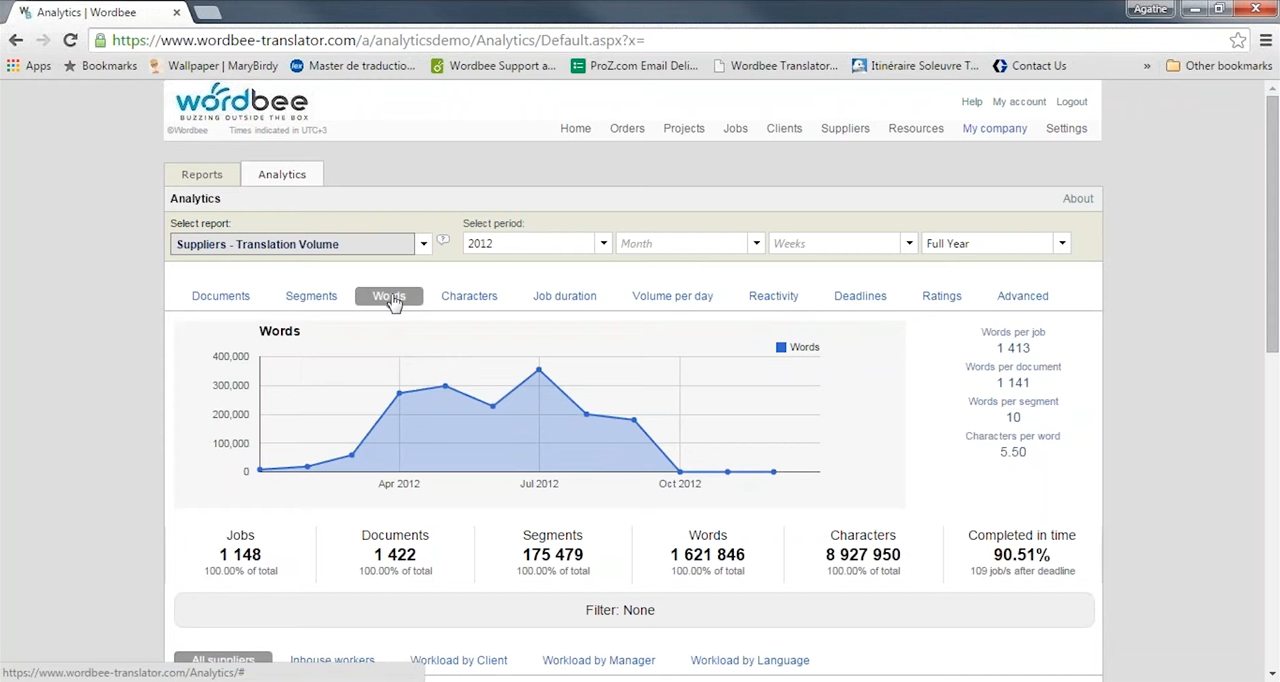 Analytics | Wordbee
Agathe
https://www.wordbee-translator.com/a/analyticsdemo/Analytics/Default.aspx?x=
Apps Bookmarks Wallpaper | MaryBirdy Master de traductio... Wordbee Support a... ProZ.com Email Deli... Wordbee Translator... Itinéraire Soleuvre T... Contact Us » Other bookmarks
wordbee
BUZZING OUTSIDE THE BOX
©Wordbee Times indicated in UTC+3
Help My account Logout
Home Orders Projects Jobs Clients Suppliers Resources My company Settings
Reports Analytics
Analytics About
Select report: Select period:
Suppliers - Translation Volume 2012 Month Weeks Full Year
Documents Segments Words Characters Job duration Volume per day Reactivity Deadlines Ratings Advanced
Words
Words
400,000
300,000
200,000
100,000
0
Apr 2012 Jul 2012 Oct 2012
Words per job
1 413
Words per document
1 141
Words per segment
10
Characters per word
5.50
Jobs Documents Segments Words Characters Completed in time
1 148 1 422 175 479 1 621 846 8 927 950 90.51%
100.00% of total 100.00% of total 100.00% of total 100.00% of total 100.00% of total 109 job/s after deadline
Filter: None
All suppliers Inhouse workers Workload by Client Workload by Manager Workload by Language
https://www.wordbee-translator.com/Analytics/#